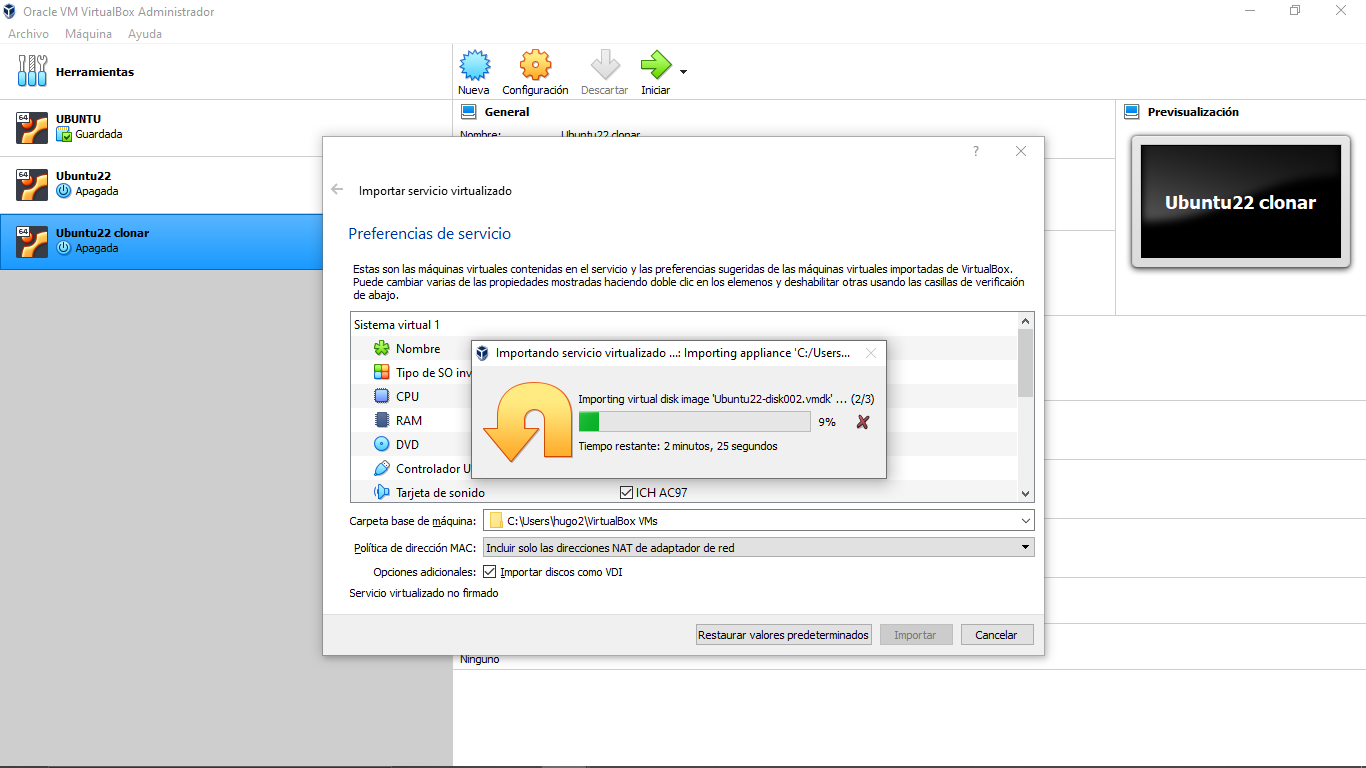 Oracle VM VirtualBox Administrador
Archivo Máquina Ayuda
Herramientas
Nueva Configuración Descartar Iniciar
64 UBUNTU
Guardada
64 Ubuntu22
Apagada
64 Ubuntu22 clonar
Apagada
General
Nombre: Ubuntu22 clonar
Previsualización
Ubuntu22 clonar
?
Importar servicio virtualizado
Preferencias de servicio
Estas son las máquinas virtuales contenidas en el servicio y las preferencias sugeridas de las máquinas virtuales importadas de VirtualBox.
Puede cambiar varias de las propiedades mostradas haciendo doble clic en los elemenos y deshabilitar otras usando las casillas de verificaión
de abajo.
Sistema virtual 1
Nombre
Tipo de SO inv
CPU
RAM
DVD
Controlador U
Tarjeta de sonido ICH AC97
Importando servicio virtualizado ...: Importing appliance 'C:/Users...
Importing virtual disk image 'Ubuntu22-disk002.vmdk' ... (2/3)
9%
Tiempo restante: 2 minutos, 25 segundos
Carpeta base de máquina: C:\Users\hugo2\VirtualBox VMs
Política de dirección MAC: Incluir solo las direcciones NAT de adaptador de red
Opciones adicionales: Importar discos como VDI
Servicio virtualizado no firmado
Restaurar valores predeterminados Importar Cancelar
Ninguno